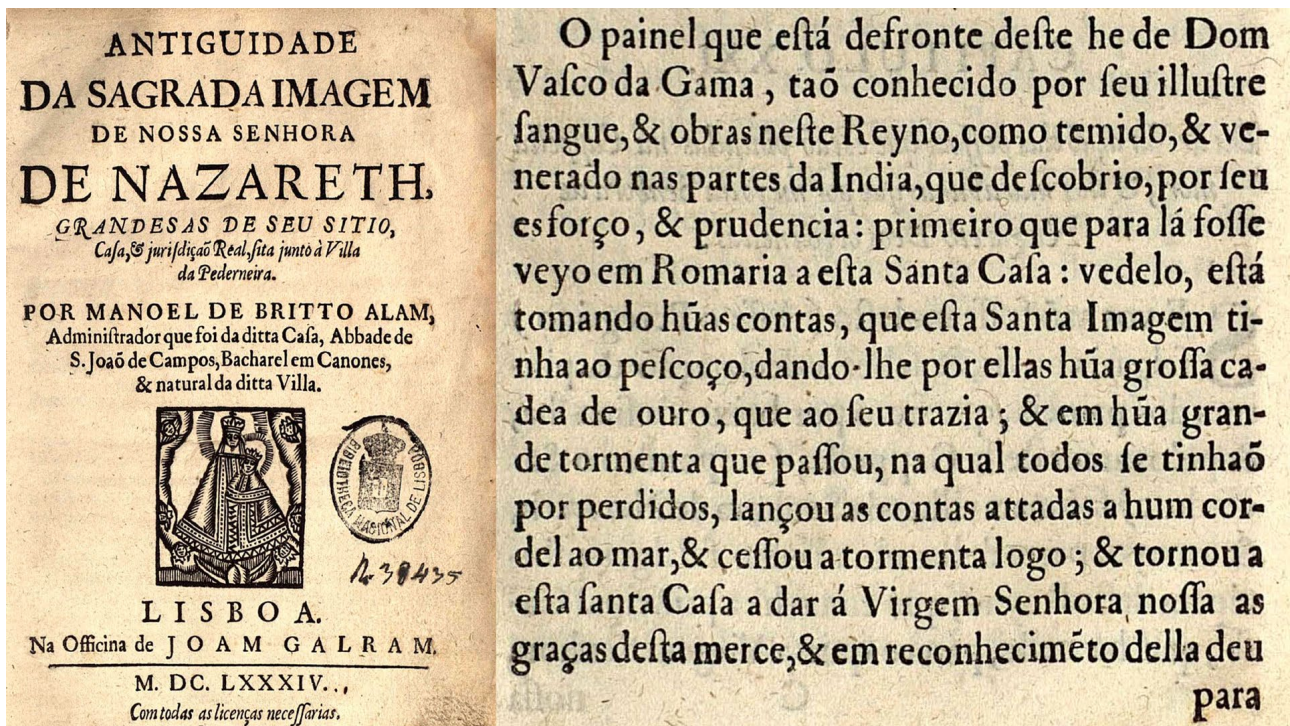 ANTIGUIDADE
DA SAGRADA IMAGEM
DE NOSSA SENHORA
DE NAZARETH,
GRANDESAS DE SEU SITIO,
Caſa, & juriſdiçaõ Real, ſita junto à Villa
da Pederneira.
POR MANOEL DE BRITTO ALAM,
Adminiſtrador que foi da ditta Caſa, Abbade de
S. Joaõ de Campos, Bacharel em Canones,
& natural da ditta Villa.
BIBLIOTHECA NACIONAL DE LISBOA
39435
LISBOA.
Na Officina de JOAM GALRAM.
M. DC. LXXXIV..,
Com todas as licenças neceſſarias.
O painel que eſtá defronte deſte he de Dom
Vaſco da Gama, taõ conhecido por ſeu illuſtre
ſangue, & obras neſte Reyno, como temido, & ve-
nerado nas partes da India, que deſcobrio, por ſeu
esforço, & prudencia: primeiro que para lá foſſe
veyo em Romaria a eſta Santa Caſa: vedelo, eſtá
tomando hũas contas, que eſta Santa Imagem ti-
nha ao peſcoço, dando-lhe por ellas hũa groſſa ca-
dea de ouro, que ao ſeu trazia; & em hũa gran-
de tormenta que paſſou, na qual todos ſe tinhaõ
por perdidos, lançou as contas attadas a hum cor-
del ao mar, & ceſſou a tormenta logo; & tornou a
eſta ſanta Caſa a dar á Virgem Senhora noſſa as
graças deſta merce, & em reconhecimẽto della deu
para